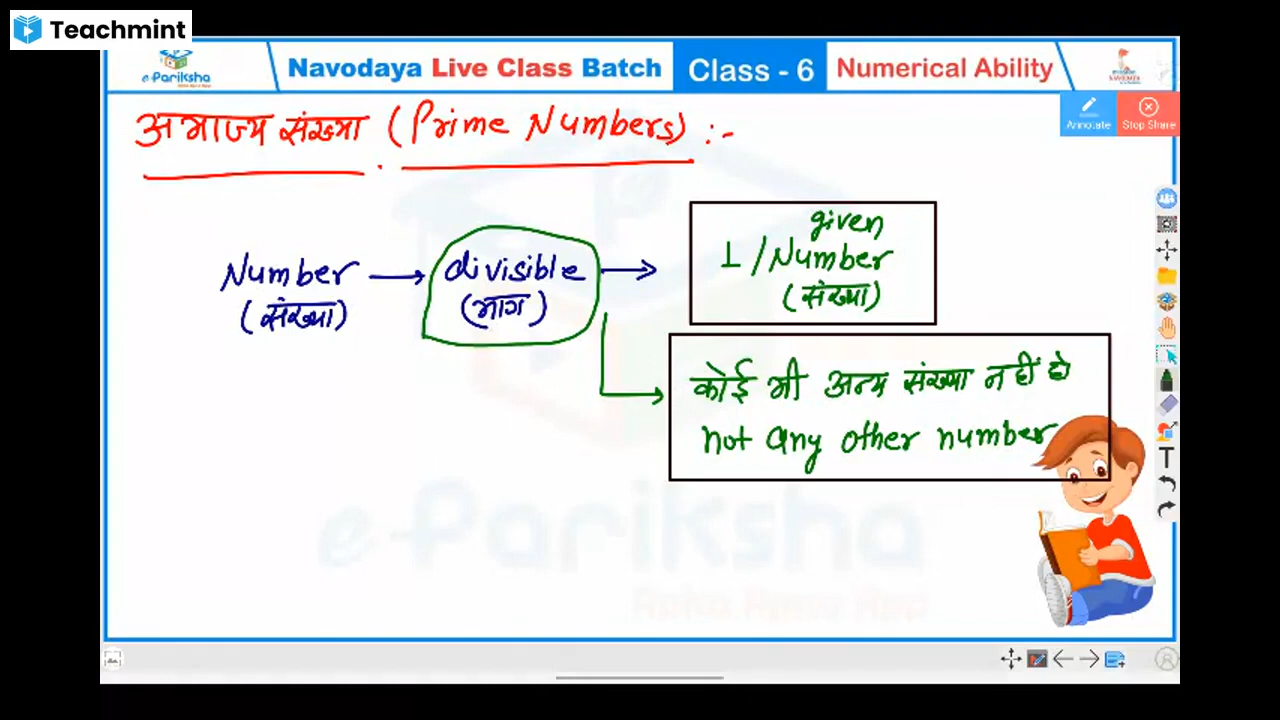 Teachmint
e-Pariksha
Navodaya Live Class Batch
Class - 6
Numerical Ability
Annotate
Stop Share
अभाज्य संख्या (Prime Numbers) :-
Number → divisible →
(संख्या) (भाग)
given
1 / Number
(संख्या)
कोई भी अन्य संख्या नहीं हो
not any other number
e-Pariksha